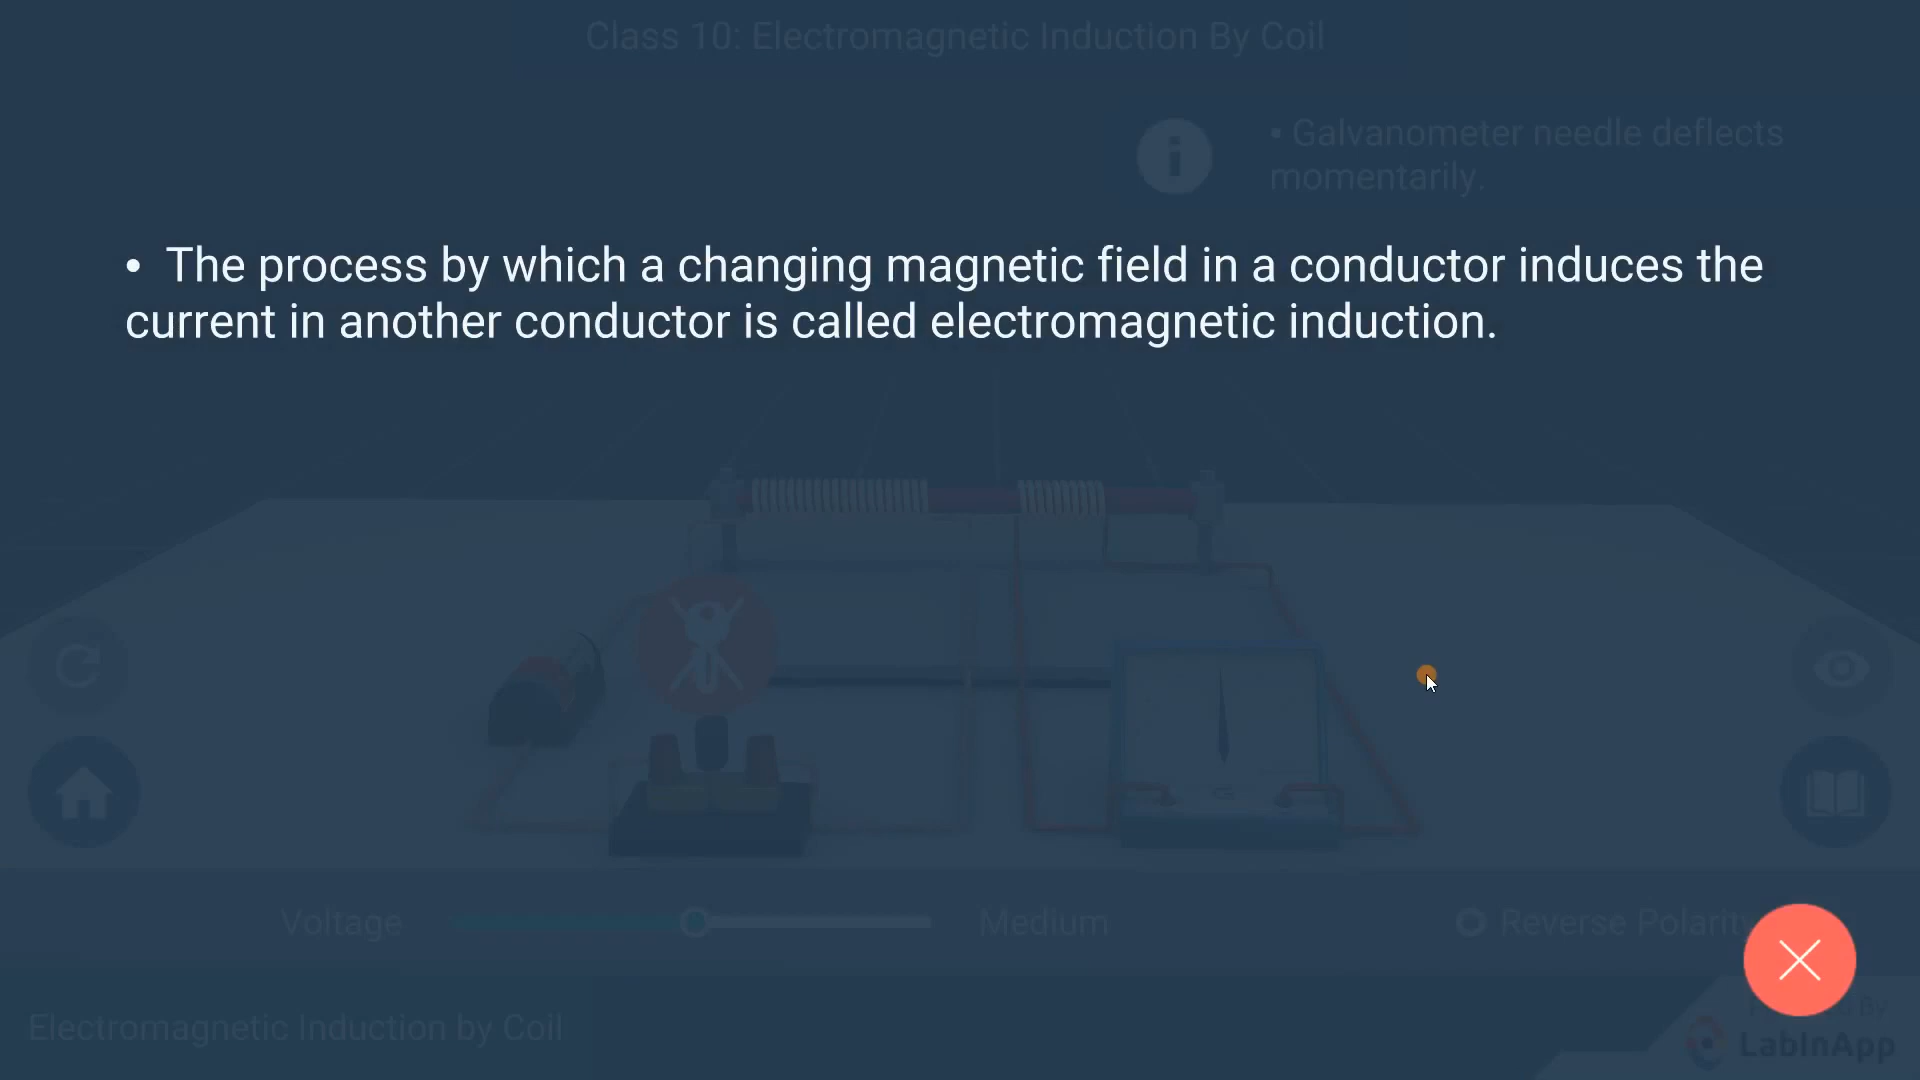 Class 10: Electromagnetic Induction By Coil
• Galvanometer needle deflects
momentarily.
• The process by which a changing magnetic field in a conductor induces the
current in another conductor is called electromagnetic induction.
G
Voltage
Medium
Reverse Polarity
Electromagnetic Induction by Coil
By
LabInApp